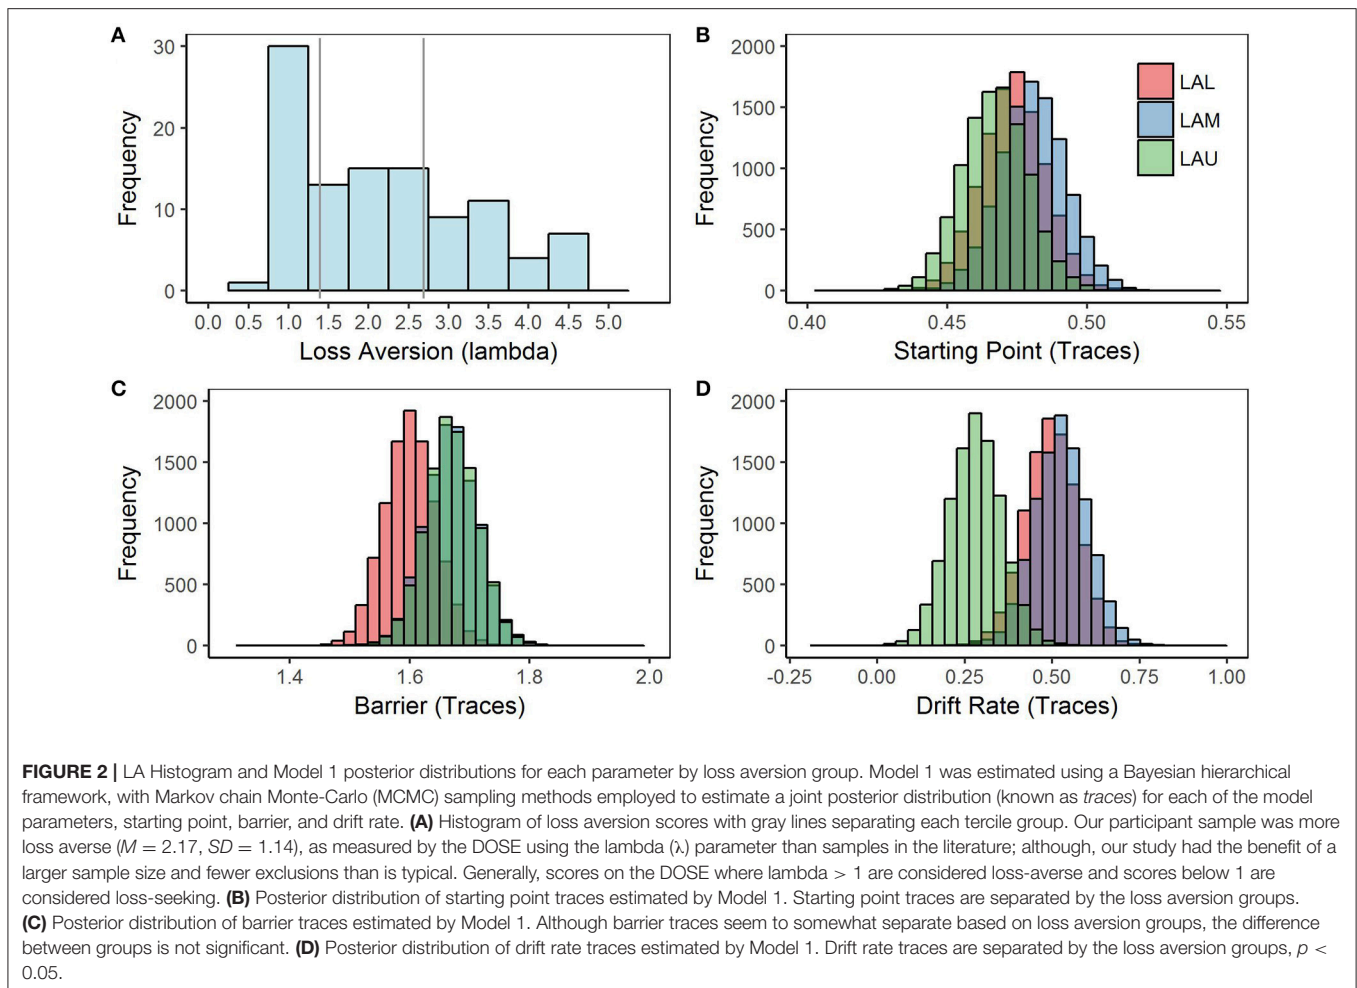 A
Frequency
30
20
10
0
0.0 0.5 1.0 1.5 2.0 2.5 3.0 3.5 4.0 4.5 5.0
Loss Aversion (lambda)
B
Frequency
2000
1500
1000
500
0
0.40 0.45 0.50 0.55
Starting Point (Traces)
LAL
LAM
LAU
C
Frequency
2000
1500
1000
500
0
1.4 1.6 1.8 2.0
Barrier (Traces)
D
Frequency
2000
1500
1000
500
0
-0.25 0.00 0.25 0.50 0.75 1.00
Drift Rate (Traces)
FIGURE 2 | LA Histogram and Model 1 posterior distributions for each parameter by loss aversion group. Model 1 was estimated using a Bayesian hierarchical
framework, with Markov chain Monte-Carlo (MCMC) sampling methods employed to estimate a joint posterior distribution (known as traces) for each of the model
parameters, starting point, barrier, and drift rate. (A) Histogram of loss aversion scores with gray lines separating each tercile group. Our participant sample was more
loss averse (M = 2.17, SD = 1.14), as measured by the DOSE using the lambda (λ) parameter than samples in the literature; although, our study had the benefit of a
larger sample size and fewer exclusions than is typical. Generally, scores on the DOSE where lambda > 1 are considered loss-averse and scores below 1 are
considered loss-seeking. (B) Posterior distribution of starting point traces estimated by Model 1. Starting point traces are separated by the loss aversion groups.
(C) Posterior distribution of barrier traces estimated by Model 1. Although barrier traces seem to somewhat separate based on loss aversion groups, the difference
between groups is not significant. (D) Posterior distribution of drift rate traces estimated by Model 1. Drift rate traces are separated by the loss aversion groups, p <
0.05.